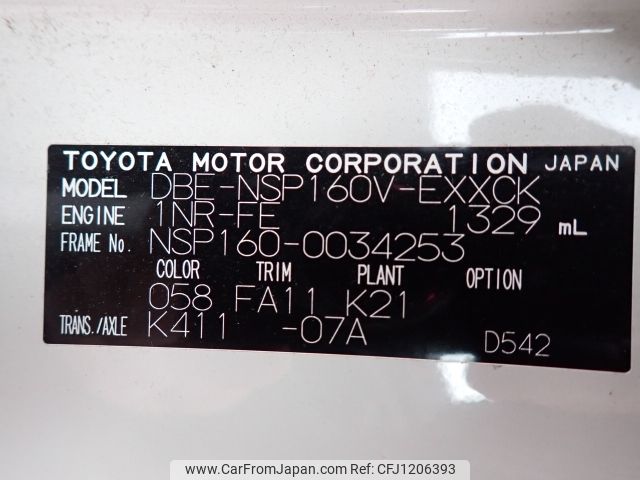 TOYOTA MOTOR CORPORATION JAPAN
MODEL DBE-NSP160V-EXXCK
ENGINE 1NR-FE 1329 mL
FRAME No. NSP160-0034253
COLOR TRIM PLANT OPTION
058 FA11 K21
TRANS./AXLE K411 -07A D542
www.CarFromJapan.com - CFJ1206393